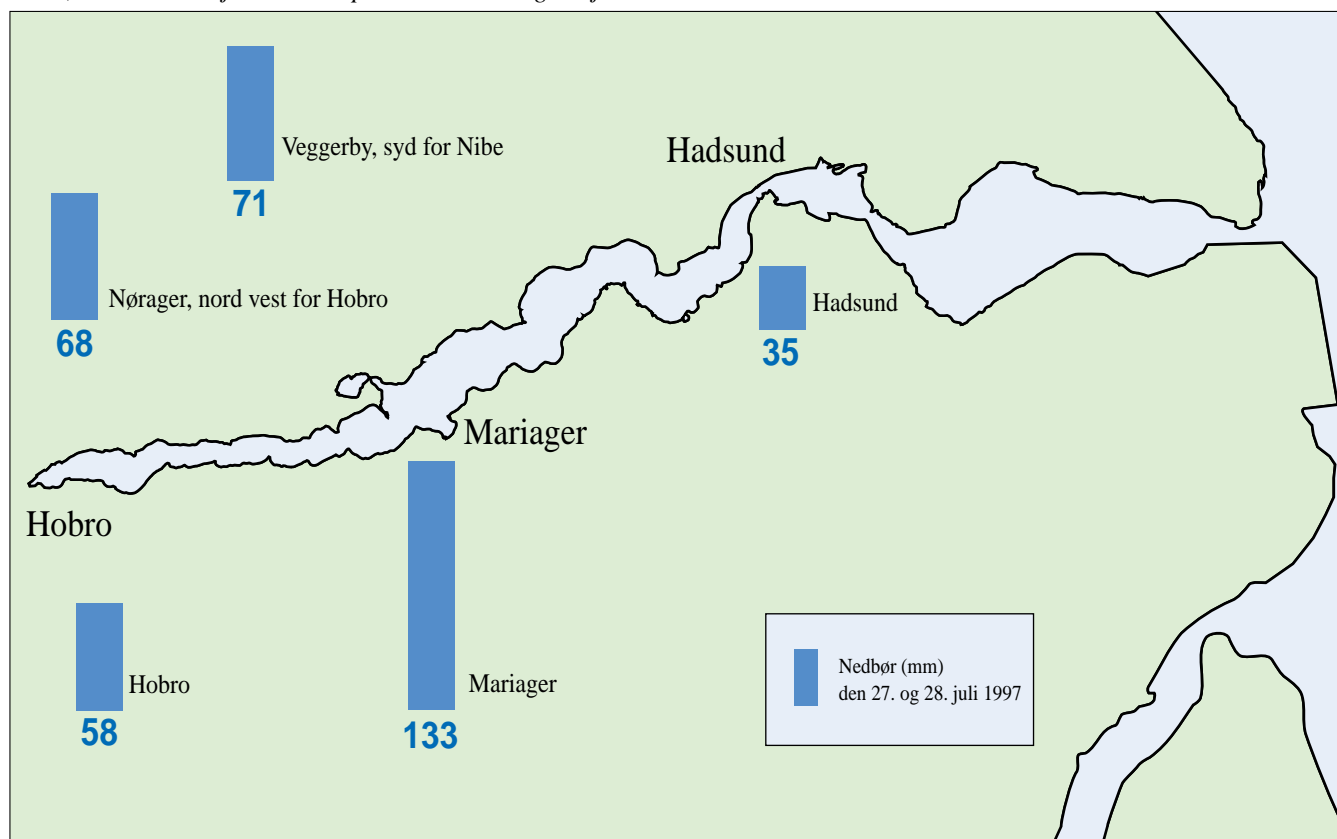 Veggerby, syd for Nibe
71
Hadsund
Nørager, nord vest for Hobro
68
Hadsund
35
Mariager
Hobro
Nedbør (mm)
den 27. og 28. juli 1997
Hobro
58
Mariager
133